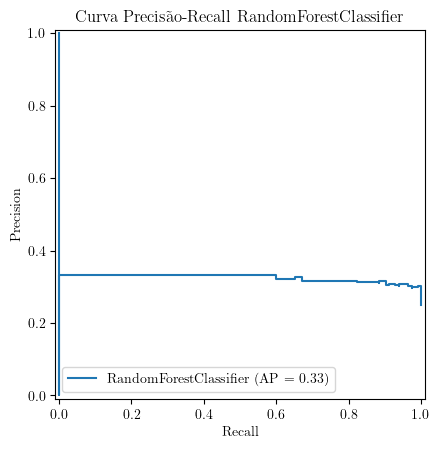 Curva Precisão-Recall RandomForestClassifier
1.0
0.8
0.6
0.4
0.2
0.0
Precision
RandomForestClassifier (AP = 0.33)
0.0 0.2 0.4 0.6 0.8 1.0
Recall